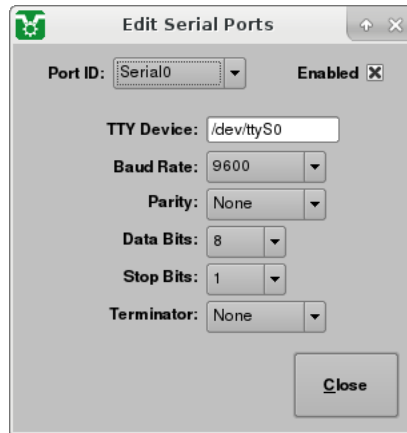 Edit Serial Ports
Port ID: Serial0 Enabled
TTY Device: /dev/ttyS0
Baud Rate: 9600
Parity: None
Data Bits: 8
Stop Bits: 1
Terminator: None
Close